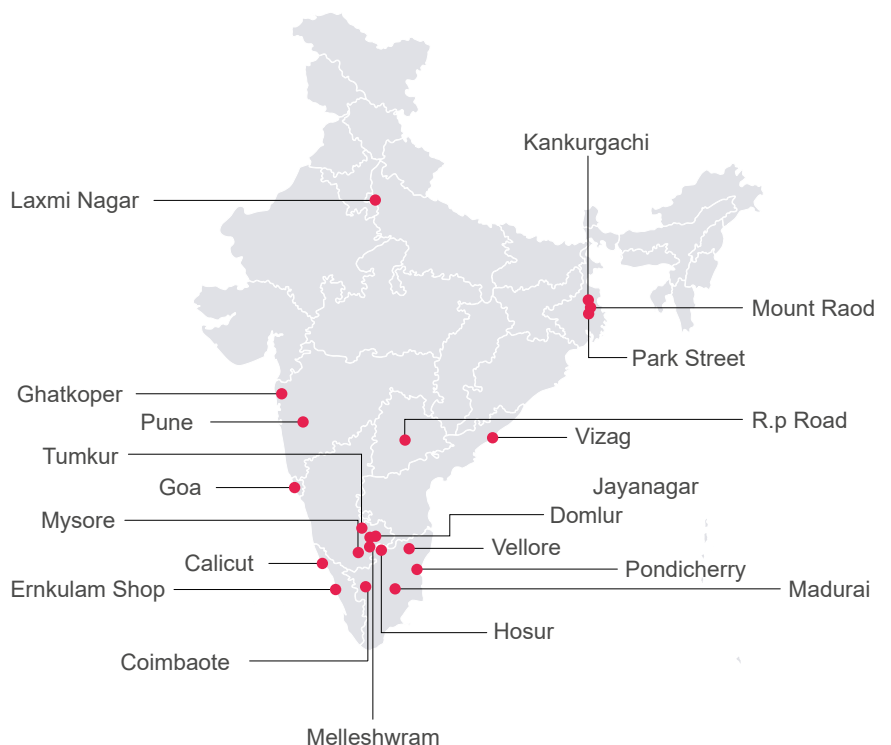 Kankurgachi
Laxmi Nagar
Mount Raod
Park Street
Ghatkoper
Pune
R.p Road
Vizag
Tumkur
Goa
Jayanagar
Mysore
Domlur
Calicut
Vellore
Pondicherry
Ernkulam Shop
Madurai
Hosur
Coimbaote
Melleshwram